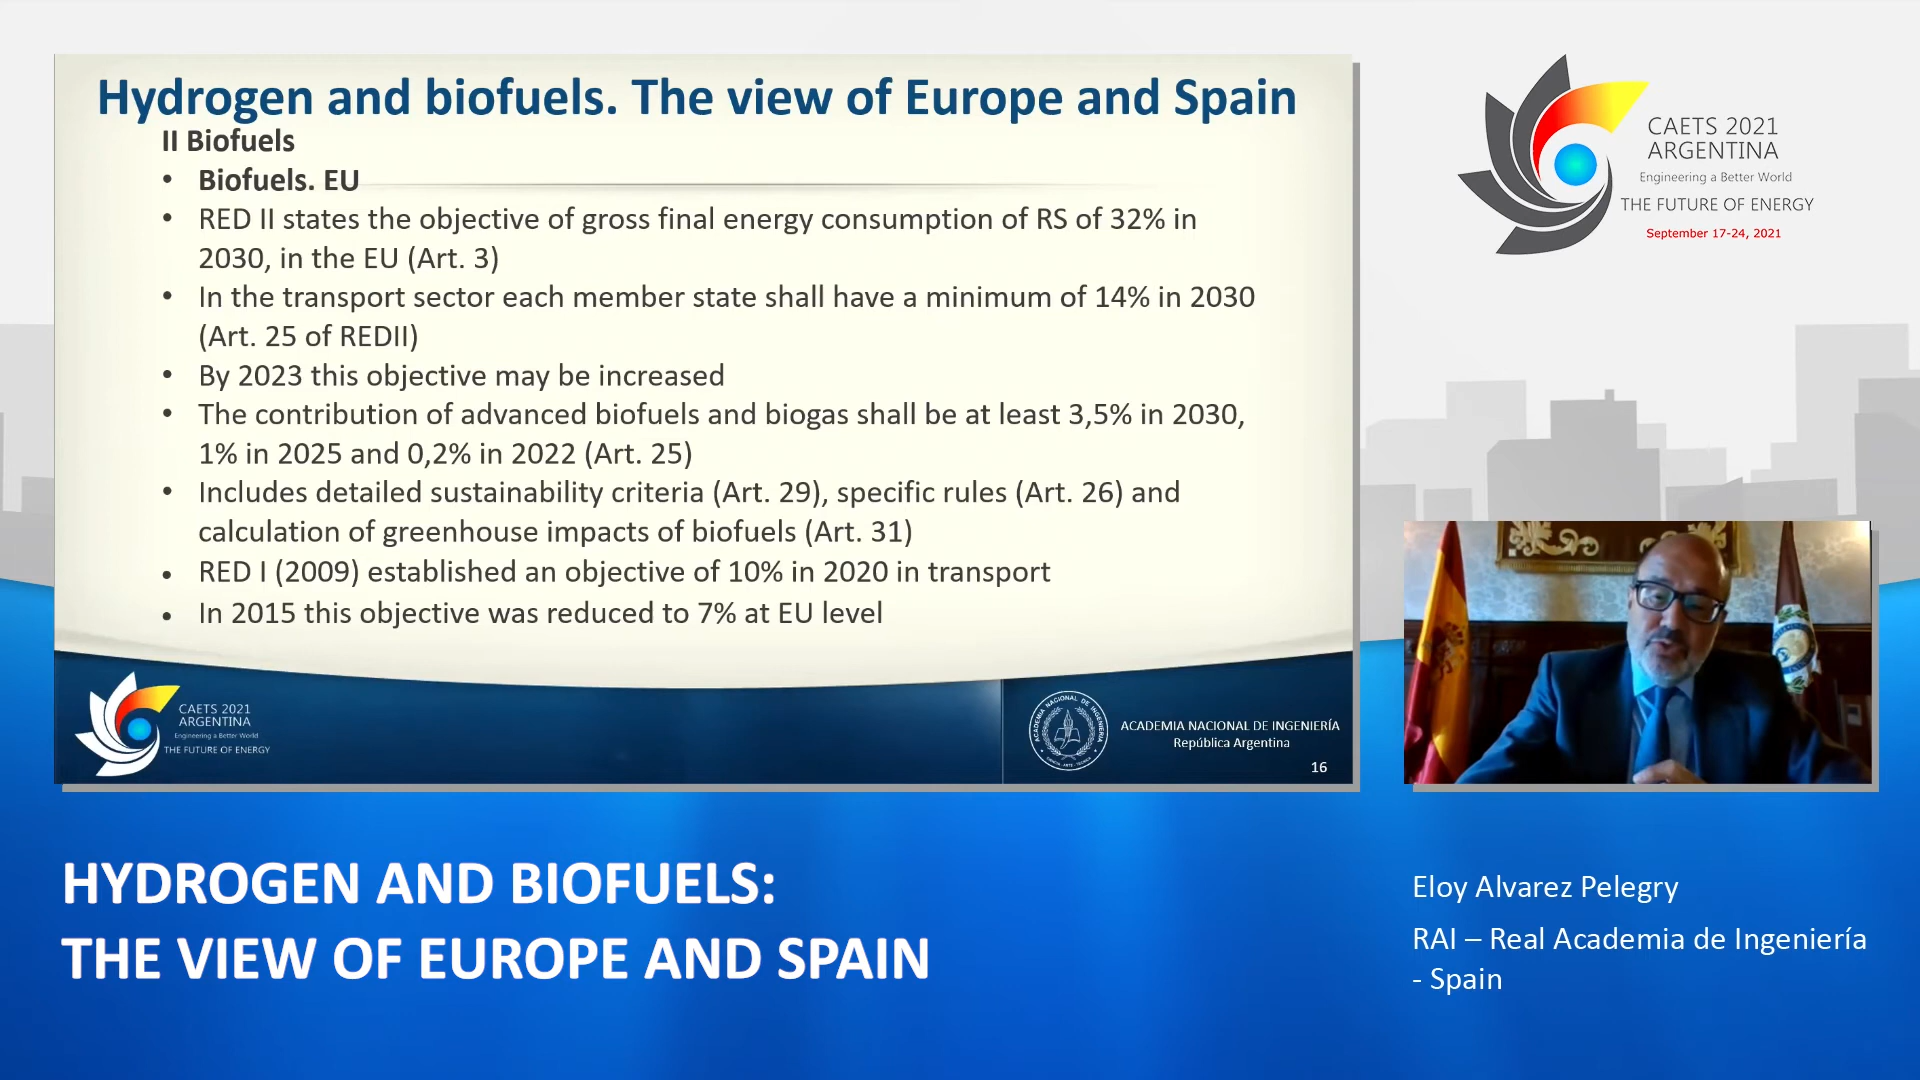 Hydrogen and biofuels. The view of Europe and Spain
II Biofuels
• Biofuels. EU
• RED II states the objective of gross final energy consumption of RS of 32% in
2030, in the EU (Art. 3)
• In the transport sector each member state shall have a minimum of 14% in 2030
(Art. 25 of REDII)
• By 2023 this objective may be increased
• The contribution of advanced biofuels and biogas shall be at least 3,5% in 2030,
1% in 2025 and 0,2% in 2022 (Art. 25)
• Includes detailed sustainability criteria (Art. 29), specific rules (Art. 26) and
calculation of greenhouse impacts of biofuels (Art. 31)
• RED I (2009) established an objective of 10% in 2020 in transport
• In 2015 this objective was reduced to 7% at EU level
CAETS 2021
ARGENTINA
Engineering a Better World
THE FUTURE OF ENERGY
ACADEMIA NACIONAL DE INGENIERÍA
ACADEMIA NACIONAL DE INGENIERÍA
República Argentina
16
CAETS 2021
ARGENTINA
Engineering a Better World
THE FUTURE OF ENERGY
September 17-24, 2021
HYDROGEN AND BIOFUELS:
THE VIEW OF EUROPE AND SPAIN
Eloy Alvarez Pelegry
RAI – Real Academia de Ingeniería
- Spain